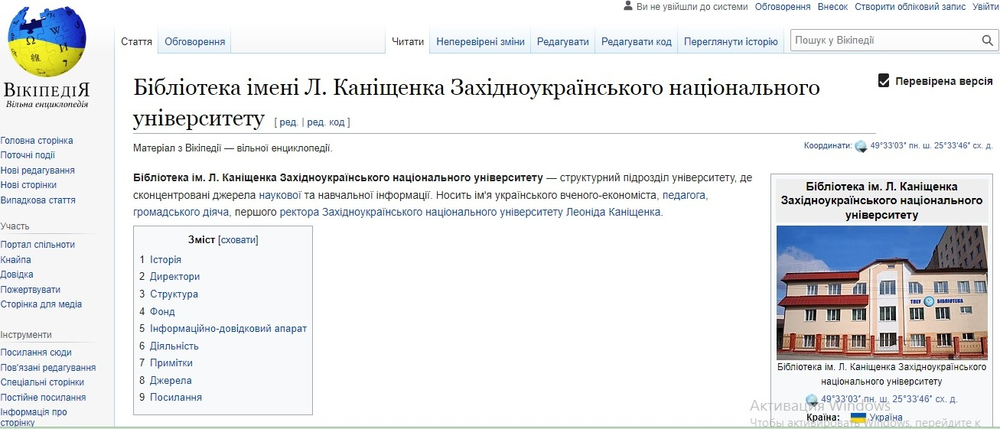 Ви не увійшли до системи Обговорення Внесок Створити обліковий запис Увійти
Стаття Обговорення Читати Неперевірені зміни Редагувати Редагувати код Переглянути історію Пошук у Вікіпедії
ВІКІПЕДІЯ
Вільна енциклопедія
Головна сторінка
Поточні події
Нові редагування
Нові сторінки
Випадкова стаття
Участь
Портал спільноти
Кнайпа
Довідка
Пожертвувати
Сторінка для медіа
Інструменти
Посилання сюди
Пов'язані редагування
Спеціальні сторінки
Постійне посилання
Інформація про
сторінку
Бібліотека імені Л. Каніщенка Західноукраїнського національного
університету [ ред. | ред. код ]
Перевірена версія
Матеріал з Вікіпедії — вільної енциклопедії.
Координати: 49°33′03″ пн. ш. 25°33′46″ сх. д.
Бібліотека ім. Л. Каніщенка Західноукраїнського національного університету — структурний підрозділ університету, де
сконцентровані джерела наукової та навчальної інформації. Носить ім'я українського вченого-економіста, педагога,
громадського діяча, першого ректора Західноукраїнського національного університету Леоніда Каніщенка.
Зміст [сховати]
1 Історія
2 Директори
3 Структура
4 Фонд
5 Інформаційно-довідковий апарат
6 Діяльність
7 Примітки
8 Джерела
9 Посилання
Бібліотека ім. Л. Каніщенка
Західноукраїнського національного
університету
ТНЕУ БІБЛІОТЕКА
Бібліотека ім. Л. Каніщенка Західноукраїнського
національного університету
49°33′03″ пн. ш. 25°33′46″ сх. д.
Країна: Україна
Активация Windows
Чтобы активировать Windows, перейдите к